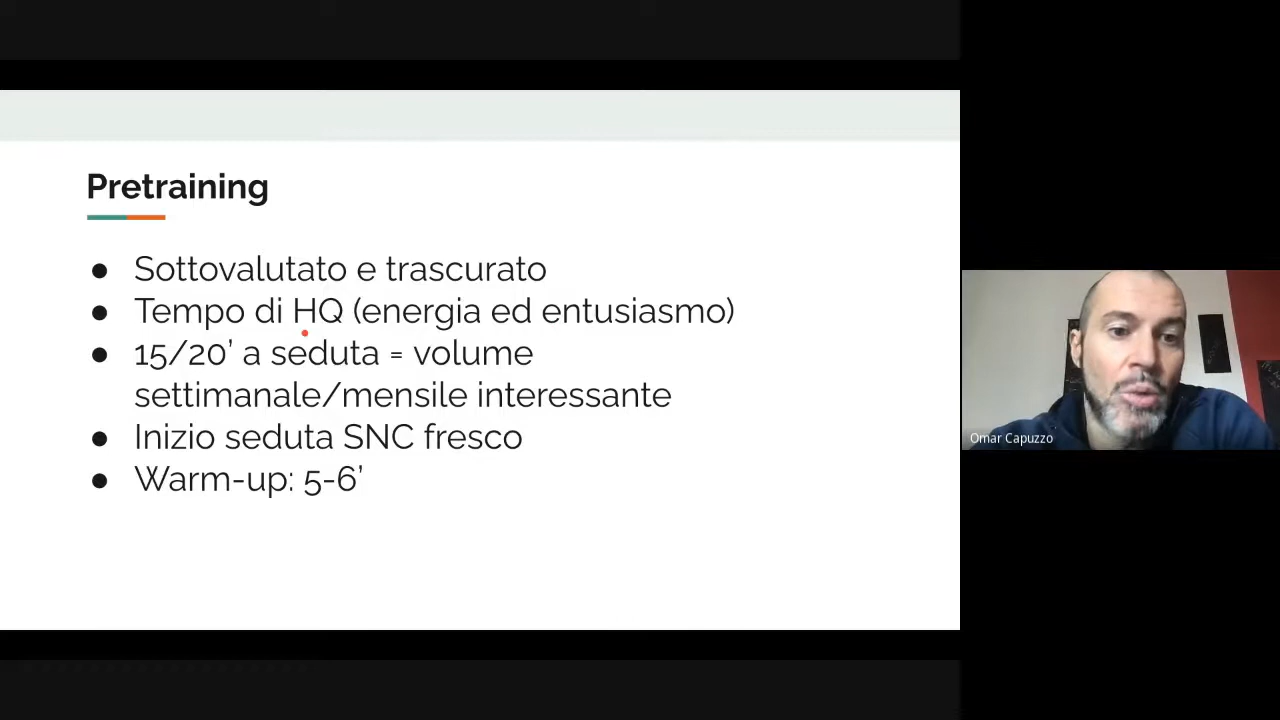 Pretraining
● Sottovalutato e trascurato
● Tempo di HQ (energia ed entusiasmo)
● 15/20’ a seduta = volume
settimanale/mensile interessante
● Inizio seduta SNC fresco
● Warm-up: 5-6’
Omar Capuzzo